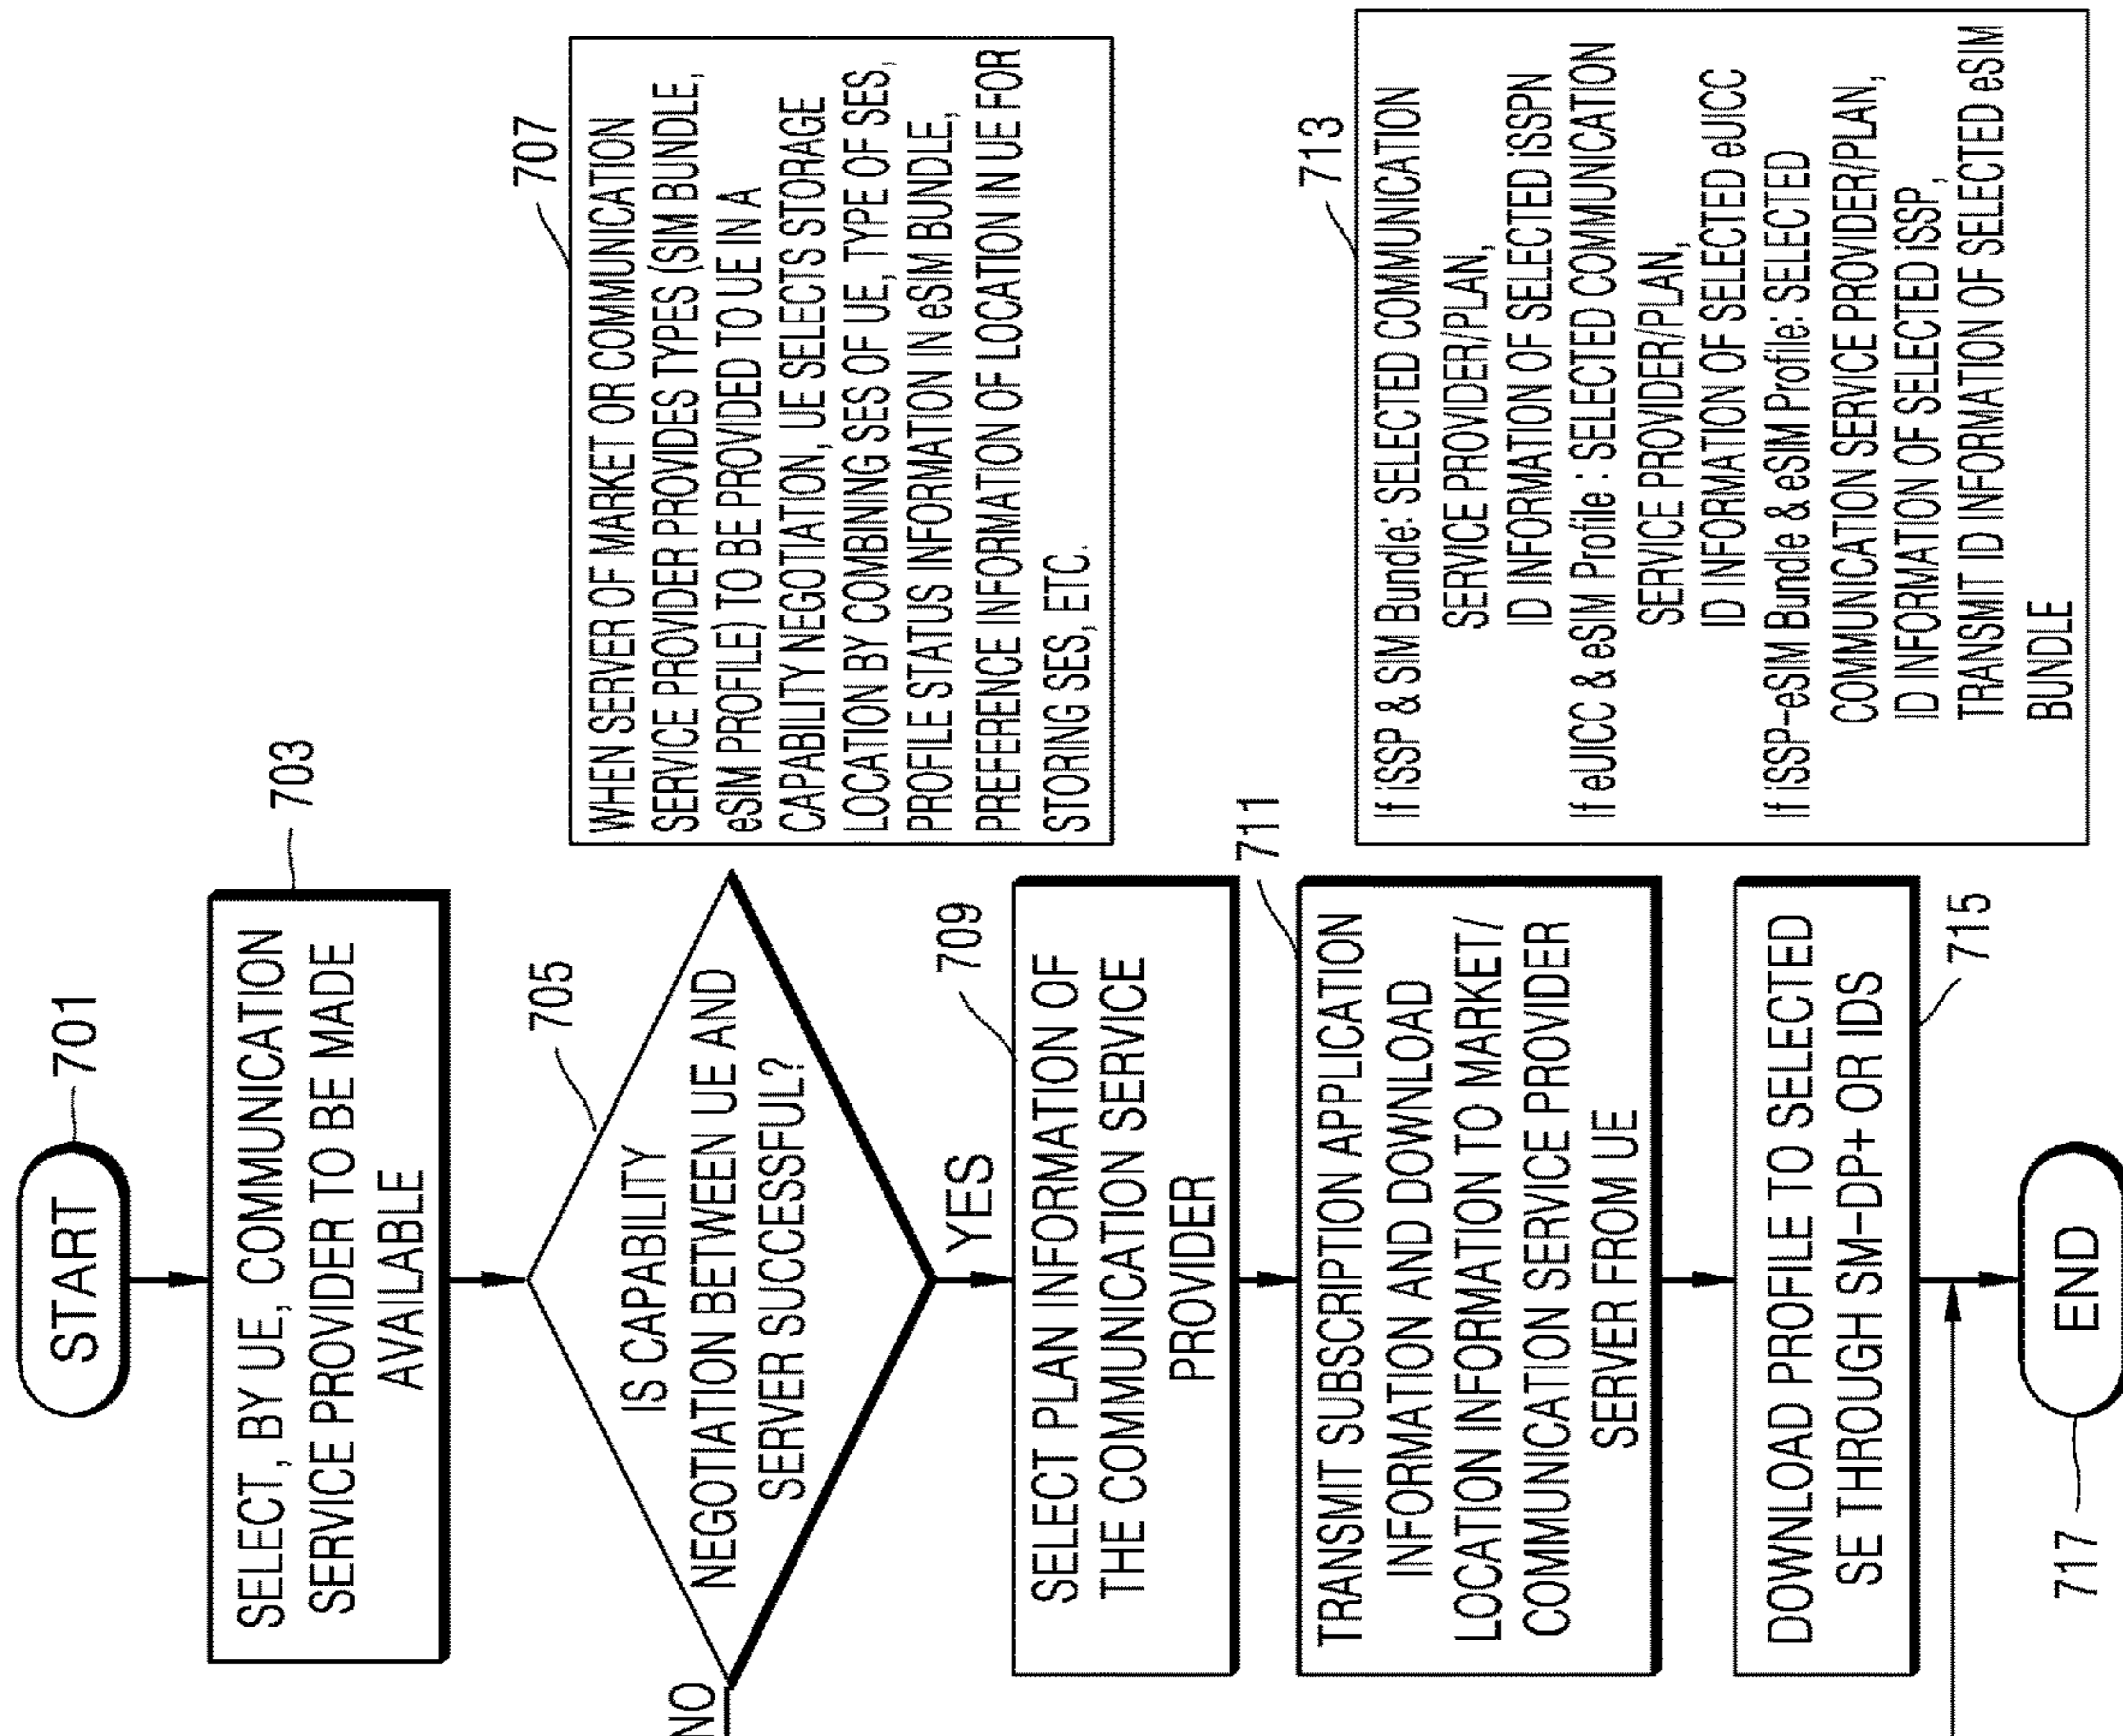 START
701
SELECT, BY UE, COMMUNICATION
SERVICE PROVIDER TO BE MADE
AVAILABLE
703
IS CAPABILITY
NEGOTIATION BETWEEN UE AND
SERVER SUCCESSFUL?
705
NO
YES
707
WHEN SERVER OF MARKET OR COMMUNICATION
SERVICE PROVIDER PROVIDES TYPES (SIM BUNDLE,
eSIM PROFILE) TO BE PROVIDED TO UE IN A
CAPABILITY NEGOTIATION, UE SELECTS STORAGE
LOCATION BY COMBINING SES OF UE, TYPE OF SES,
PROFILE STATUS INFORMATION IN eSIM BUNDLE,
PREFERENCE INFORMATION OF LOCATION IN UE FOR
STORING SES, ETC.
709
SELECT PLAN INFORMATION OF
THE COMMUNICATION SERVICE
PROVIDER
711
TRANSMIT SUBSCRIPTION APPLICATION
INFORMATION AND DOWNLOAD
LOCATION INFORMATION TO MARKET/
COMMUNICATION SERVICE PROVIDER
SERVER FROM UE
713
If iSSP & SIM Bundle: SELECTED COMMUNICATION
SERVICE PROVIDER/PLAN,
ID INFORMATION OF SELECTED iSSPN
If eUICC & eSIM Profile : SELECTED COMMUNICATION
SERVICE PROVIDER/PLAN,
ID INFORMATION OF SELECTED eUICC
If iSSP-eSIM Bundle & eSIM Profile: SELECTED
COMMUNICATION SERVICE PROVIDER/PLAN,
ID INFORMATION OF SELECTED iSSP,
TRANSMIT ID INFORMATION OF SELECTED eSIM
BUNDLE
DOWNLOAD PROFILE TO SELECTED
SE THROUGH SM-DP+ OR IDS
715
END
717